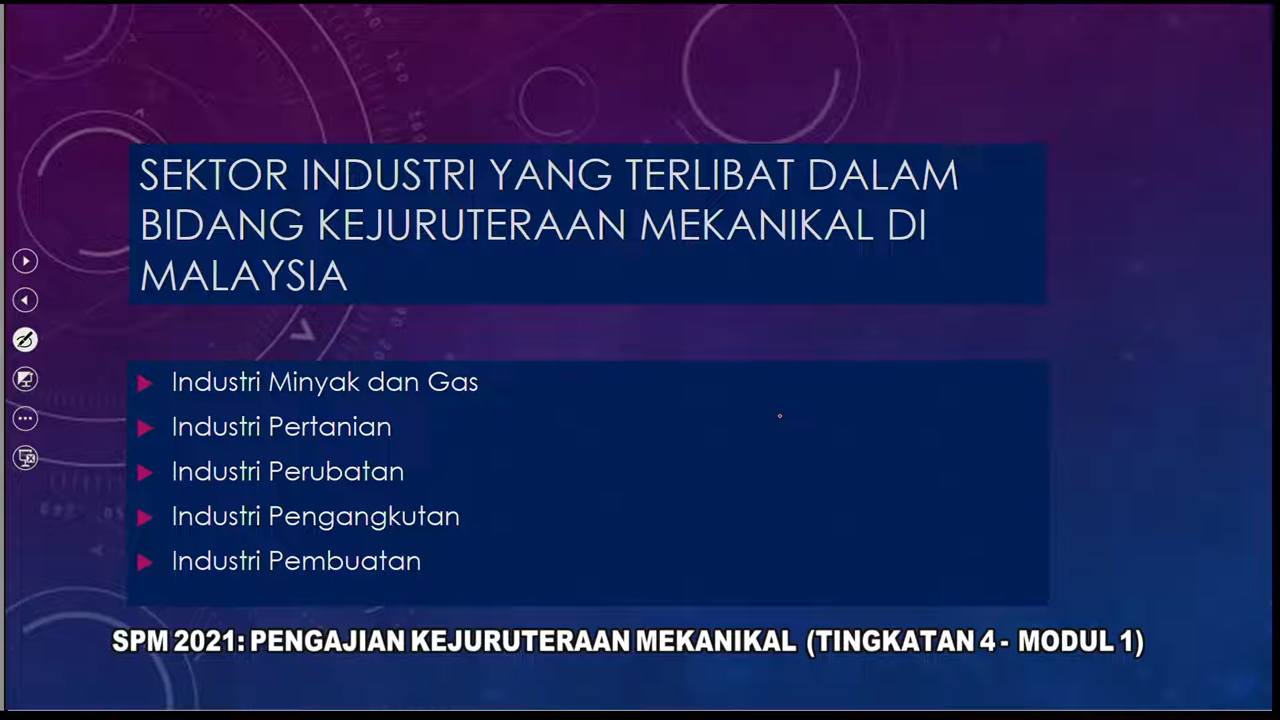 SEKTOR INDUSTRI YANG TERLIBAT DALAM
BIDANG KEJURUTERAAN MEKANIKAL DI
MALAYSIA
Industri Minyak dan Gas
Industri Pertanian
Industri Perubatan
Industri Pengangkutan
Industri Pembuatan
SPM 2021: PENGAJIAN KEJURUTERAAN MEKANIKAL (TINGKATAN 4 - MODUL 1)